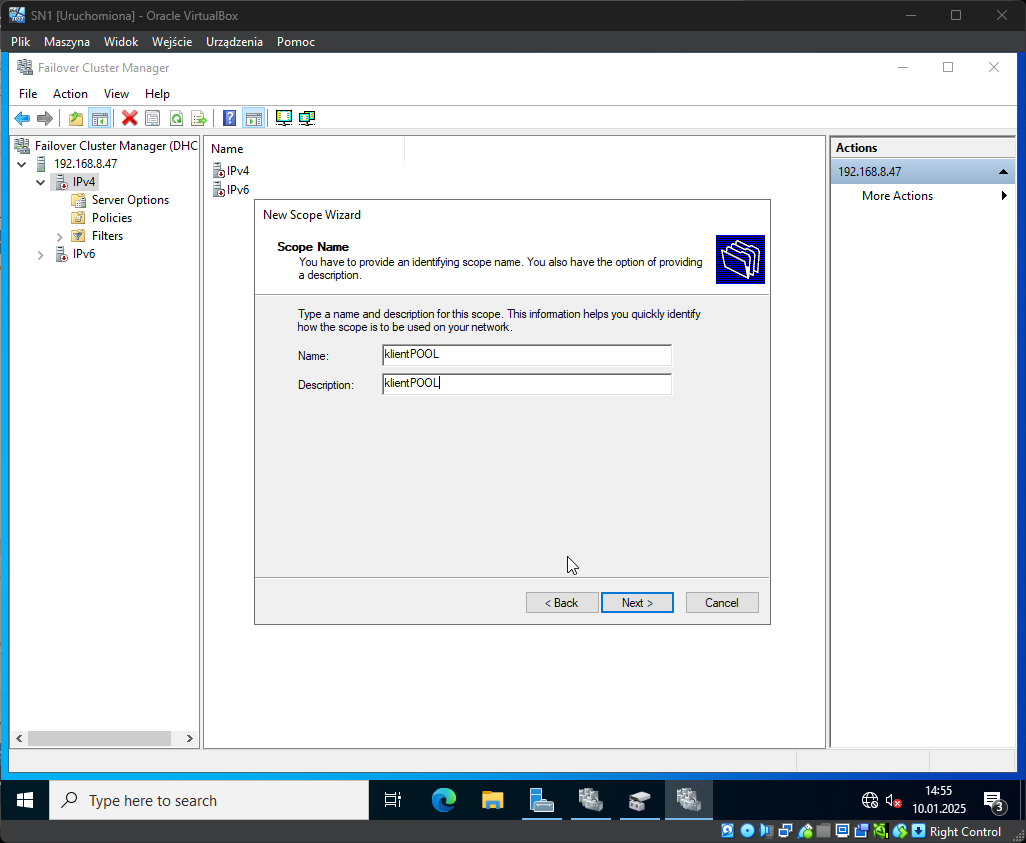 SN1 [Uruchomiona] - Oracle VirtualBox
Plik Maszyna Widok Wejście Urządzenia Pomoc
Failover Cluster Manager
File Action View Help
Failover Cluster Manager (DHC
192.168.8.47
IPv4
Server Options
Policies
Filters
IPv6
Name
IPv4
IPv6
New Scope Wizard
Scope Name
You have to provide an identifying scope name. You also have the option of providing
a description.
Type a name and description for this scope. This information helps you quickly identify
how the scope is to be used on your network.
Name: klientPOOL
Description: klientPOOL
< Back Next > Cancel
Actions
192.168.8.47
More Actions
Type here to search
14:55
10.01.2025
3
Right Control